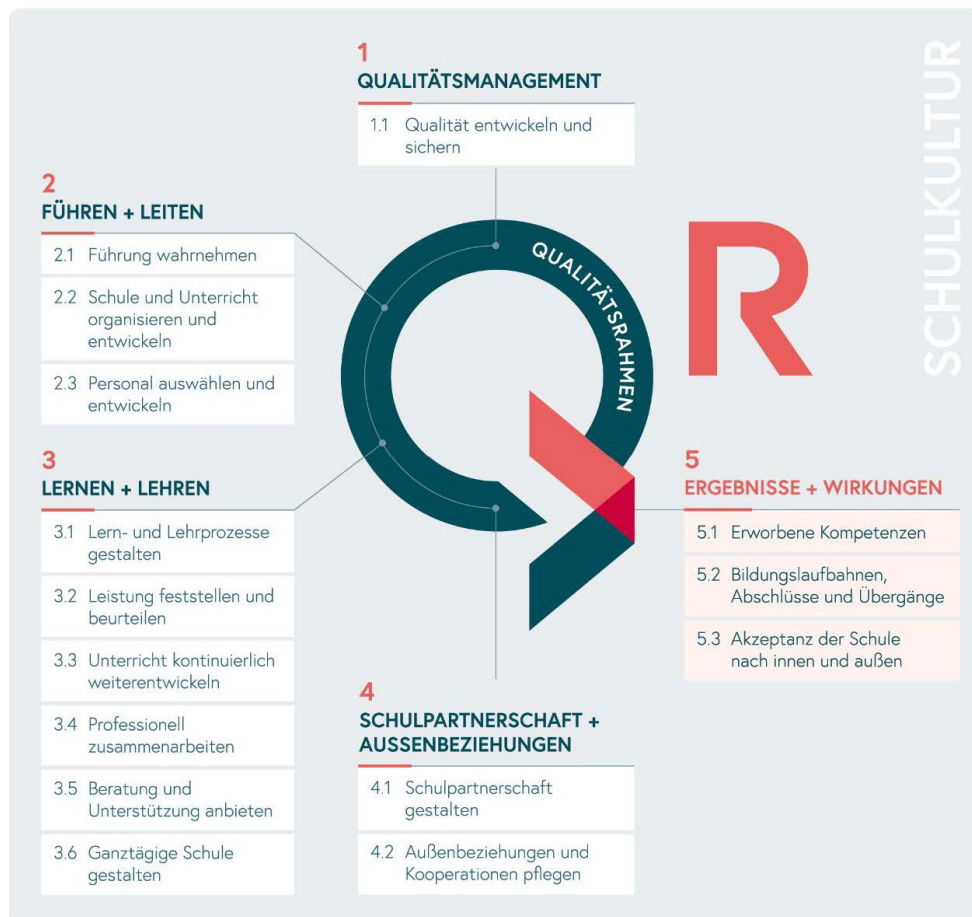 SCHULKULTUR
1
QUALITÄTSMANAGEMENT
1.1 Qualität entwickeln und
sichern
2
FÜHREN + LEITEN
2.1 Führung wahrnehmen
2.2 Schule und Unterricht
organisieren und
entwickeln
2.3 Personal auswählen und
entwickeln
QUALITÄTSRAHMEN
R
3
LERNEN + LEHREN
3.1 Lern- und Lehrprozesse
gestalten
3.2 Leistung feststellen und
beurteilen
3.3 Unterricht kontinuierlich
weiterentwickeln
3.4 Professionell
zusammenarbeiten
3.5 Beratung und
Unterstützung anbieten
3.6 Ganztägige Schule
gestalten
4
SCHULPARTNERSCHAFT +
AUSSENBEZIEHUNGEN
4.1 Schulpartnerschaft
gestalten
4.2 Außenbeziehungen und
Kooperationen pflegen
5
ERGEBNISSE + WIRKUNGEN
5.1 Erworbene Kompetenzen
5.2 Bildungslaufbahnen,
Abschlüsse und Übergänge
5.3 Akzeptanz der Schule
nach innen und außen